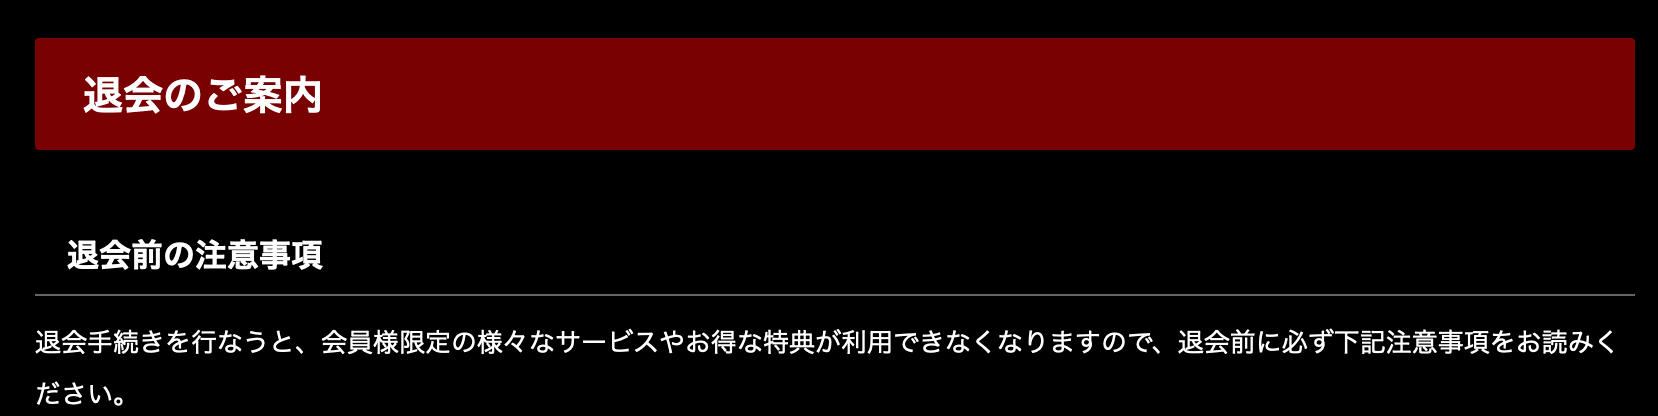 退会のご案内
退会前の注意事項
退会手続きを行なうと、会員様限定の様々なサービスやお得な特典が利用できなくなりますので、退会前に必ず下記注意事項をお読みく
ださい。